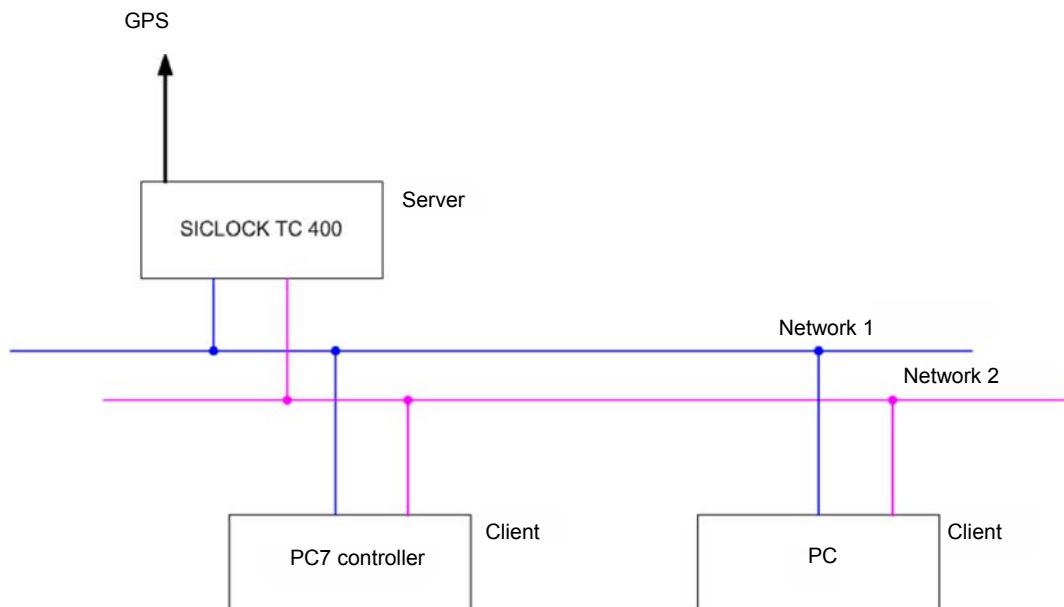 GPS
Server
SICLOCK TC 400
Network 1
Network 2
Client
PC7 controller
Client
PC